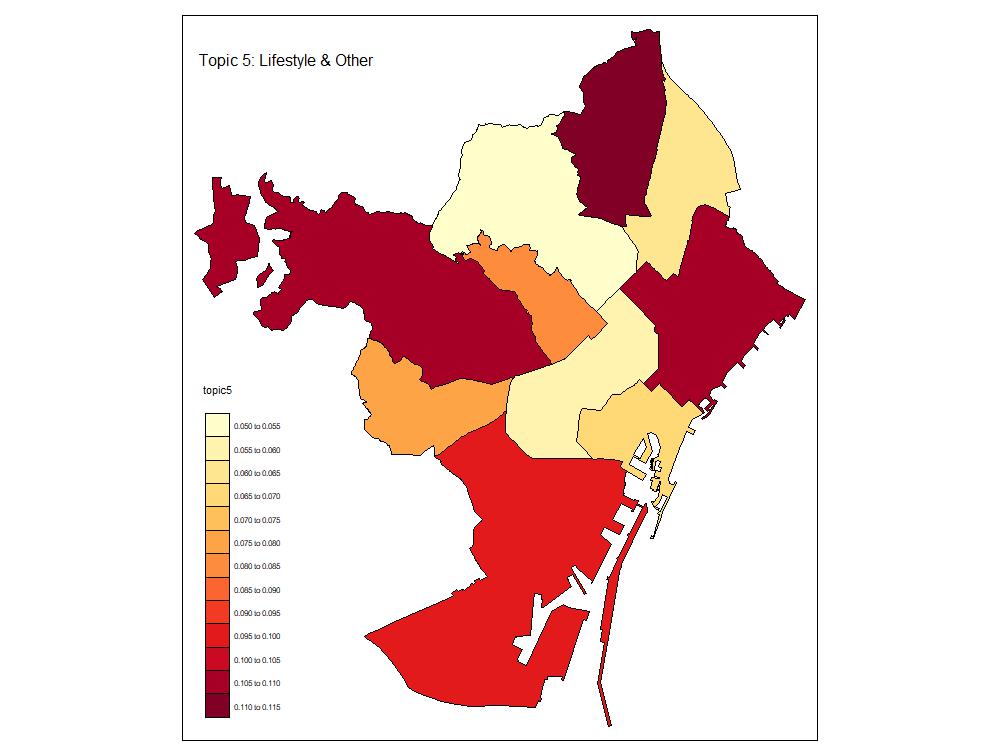 Topic 5: Lifestyle & Other
topic5
0.050 to 0.055
0.055 to 0.060
0.060 to 0.065
0.065 to 0.070
0.070 to 0.075
0.075 to 0.080
0.080 to 0.085
0.085 to 0.090
0.090 to 0.095
0.095 to 0.100
0.100 to 0.105
0.105 to 0.110
0.110 to 0.115